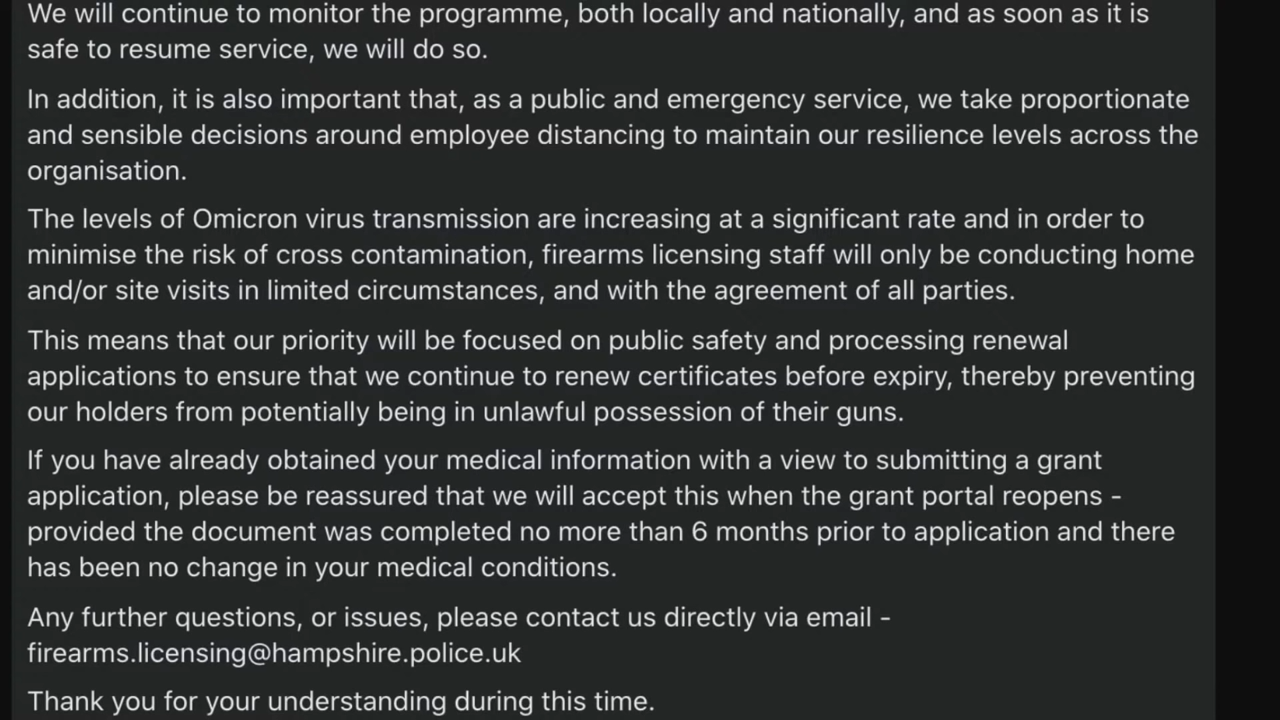 We will continue to monitor the programme, both locally and nationally, and as soon as it is
safe to resume service, we will do so.
In addition, it is also important that, as a public and emergency service, we take proportionate
and sensible decisions around employee distancing to maintain our resilience levels across the
organisation.
The levels of Omicron virus transmission are increasing at a significant rate and in order to
minimise the risk of cross contamination, firearms licensing staff will only be conducting home
and/or site visits in limited circumstances, and with the agreement of all parties.
This means that our priority will be focused on public safety and processing renewal
applications to ensure that we continue to renew certificates before expiry, thereby preventing
our holders from potentially being in unlawful possession of their guns.
If you have already obtained your medical information with a view to submitting a grant
application, please be reassured that we will accept this when the grant portal reopens -
provided the document was completed no more than 6 months prior to application and there
has been no change in your medical conditions.
Any further questions, or issues, please contact us directly via email -
firearms.licensing@hampshire.police.uk
Thank you for your understanding during this time.